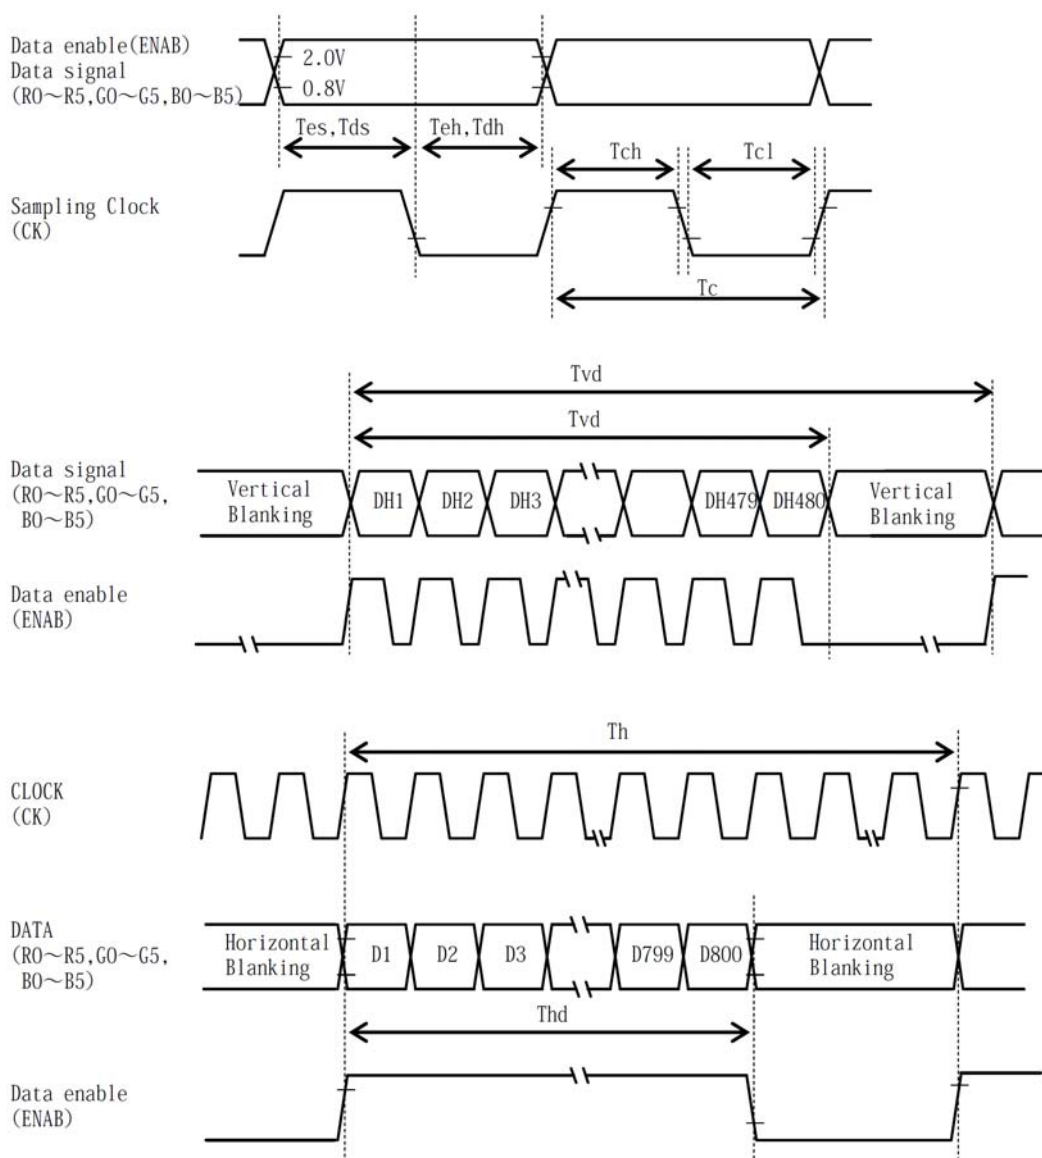 Data enable(ENAB)
Data signal
(R0～R5,G0～G5,B0～B5)
2.0V
0.8V
Tes,Tds
Teh,Tdh
Tch
Tcl
Sampling Clock
(CK)
Tc
Tvd
Tvd
Data signal
(R0～R5,G0～G5,
B0～B5)
Vertical
Blanking
DH1
DH2
DH3
DH479
DH480
Vertical
Blanking
Data enable
(ENAB)
Th
CLOCK
(CK)
DATA
(R0～R5,G0～G5,
B0～B5)
Horizontal
Blanking
D1
D2
D3
D799
D800
Horizontal
Blanking
Thd
Data enable
(ENAB)